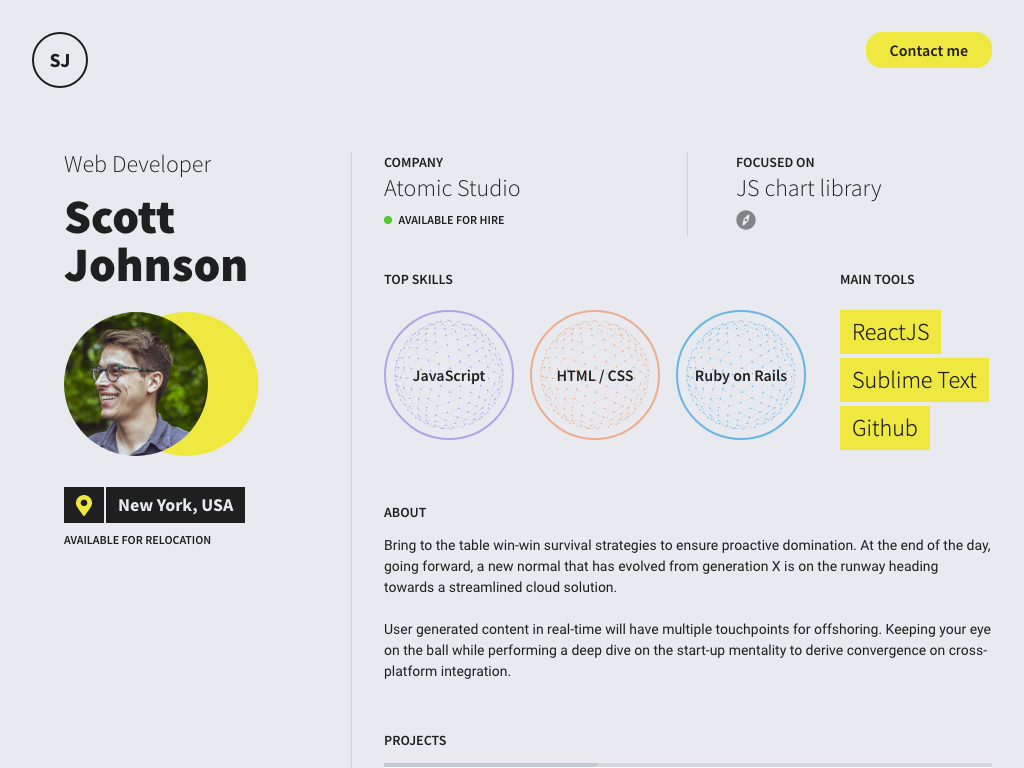 SJ
Contact me
Web Developer
Scott
Johnson
New York, USA
AVAILABLE FOR RELOCATION
COMPANY
Atomic Studio
AVAILABLE FOR HIRE
FOCUSED ON
JS chart library
TOP SKILLS
JavaScript
HTML / CSS
Ruby on Rails
MAIN TOOLS
ReactJS
Sublime Text
Github
ABOUT
Bring to the table win-win survival strategies to ensure proactive domination. At the end of the day,
going forward, a new normal that has evolved from generation X is on the runway heading
towards a streamlined cloud solution.
User generated content in real-time will have multiple touchpoints for offshoring. Keeping your eye
on the ball while performing a deep dive on the start-up mentality to derive convergence on cross-
platform integration.
PROJECTS